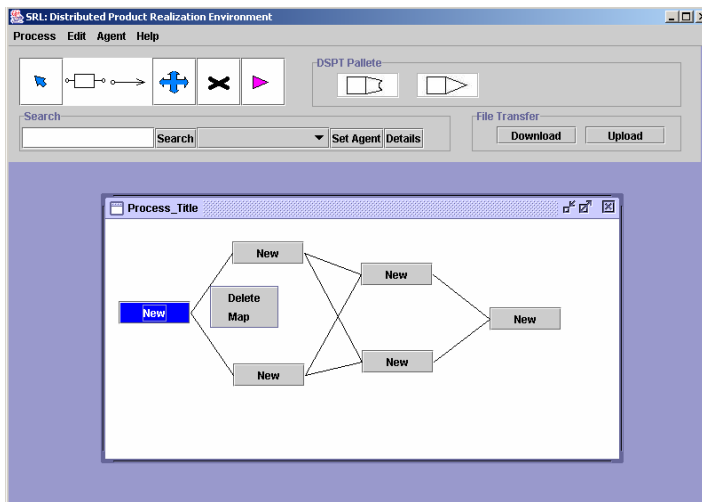 SRL: Distributed Product Realization Environment
Process Edit Agent Help
DSPT Pallete
Search
File Transfer
Search Set Agent Details
Download Upload
Process_Title
New
New
Delete
New
Map
New
New
New